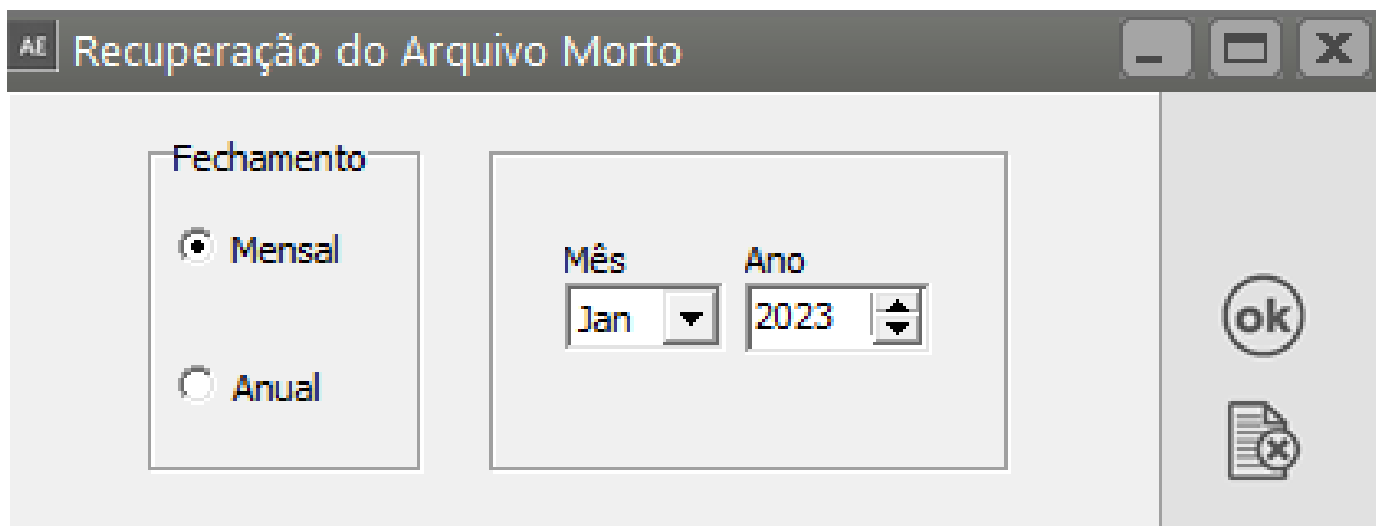 AE Recuperação do Arquivo Morto
Fechamento
Mensal
Anual
Mês Ano
Jan 2023
ok